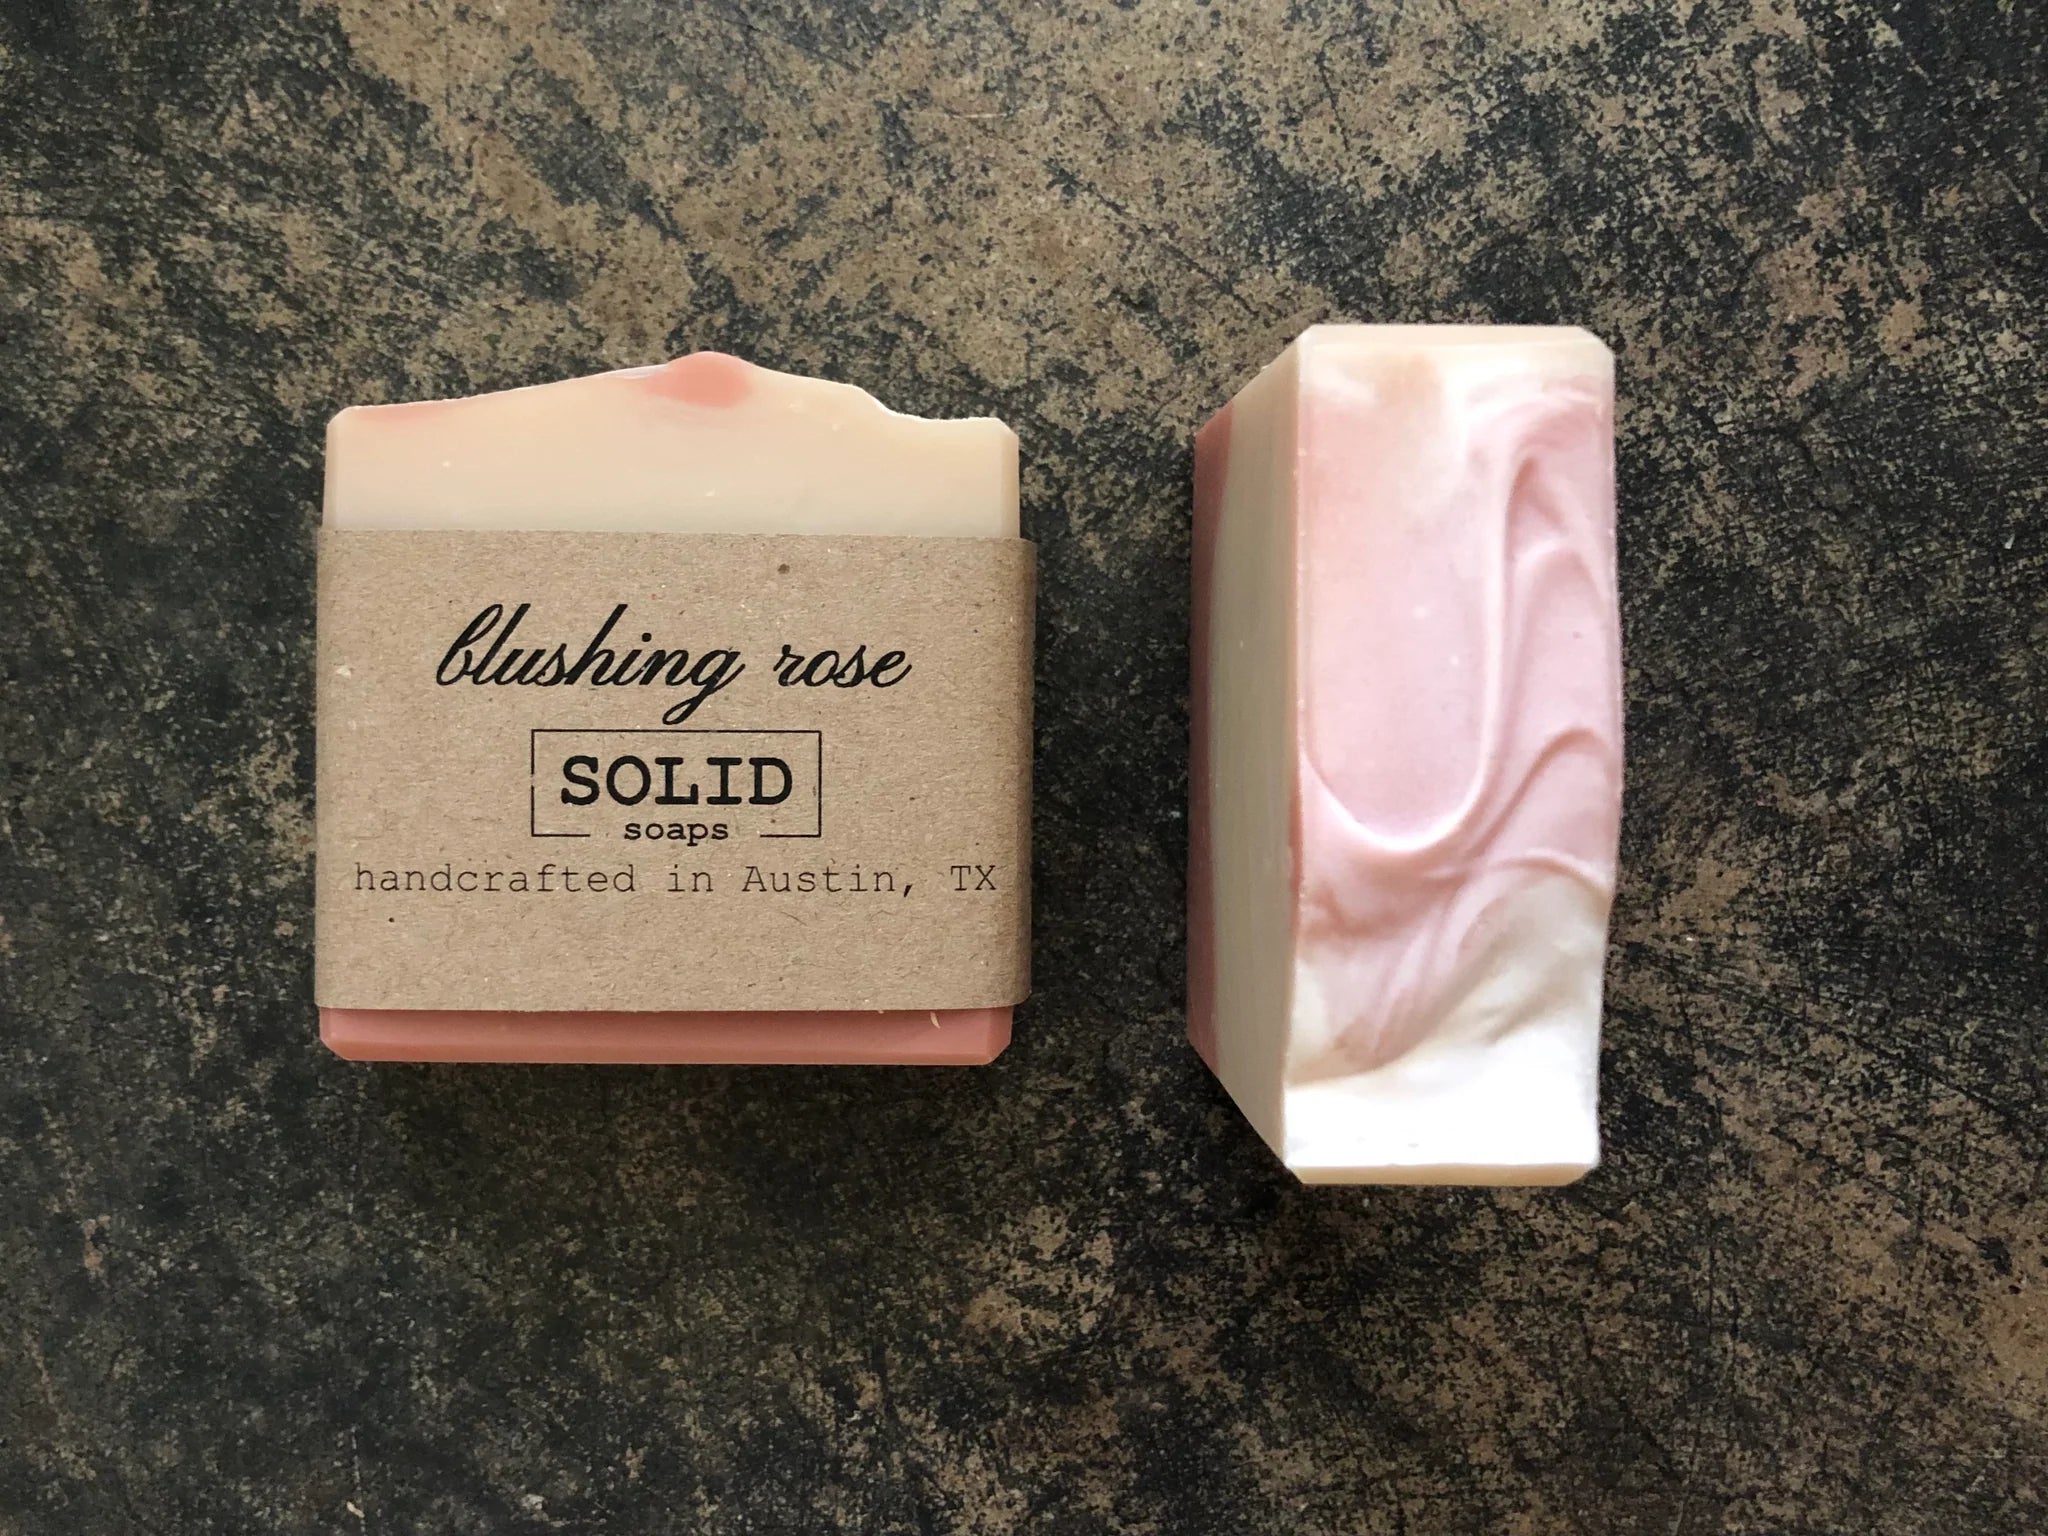 blushing rose
SOLID
soaps
handcrafted in Austin, TX